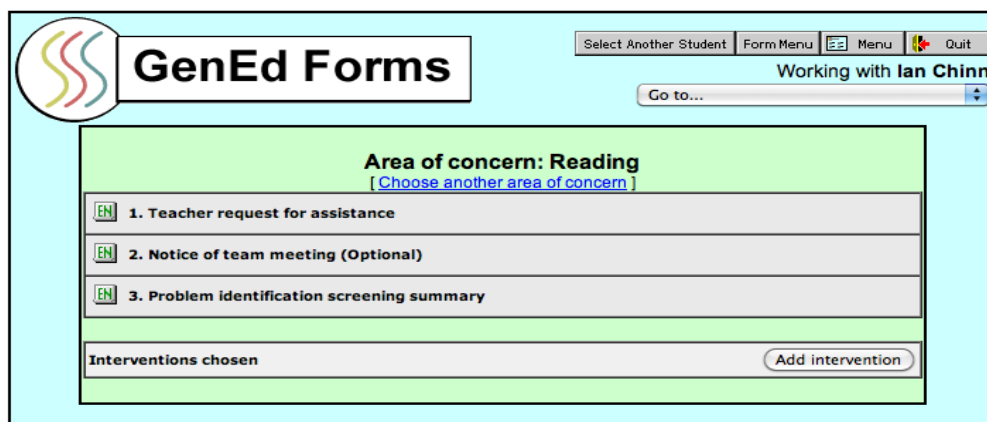 GenEd Forms
Select Another Student Form Menu Menu Quit
Working with Ian Chinn
Go to...
Area of concern: Reading
[ Choose another area of concern ]
EN 1. Teacher request for assistance
EN 2. Notice of team meeting (Optional)
EN 3. Problem identification screening summary
Interventions chosen Add intervention